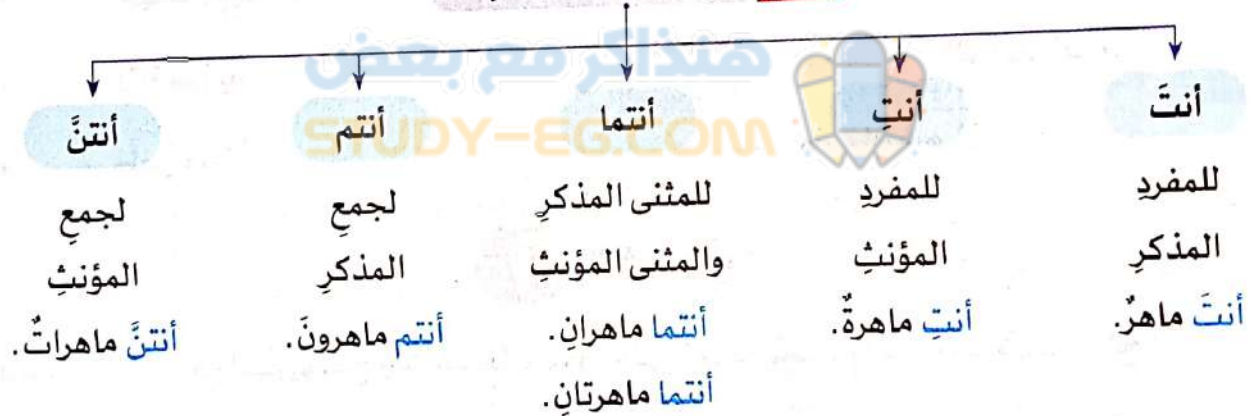 هنذاكر مع بعض
STUDY-EG.COM
أنتَ
للمفردِ
المذكرِ
أنتَ ماهرٌ.
أنتِ
للمفردِ
المؤنثِ
أنتِ ماهرةٌ.
أنتما
للمثنى المذكرِ
والمثنى المؤنثِ
أنتما ماهرانِ.
أنتما ماهرتانِ.
أنتم
لجمعِ
المذكرِ
أنتم ماهرونَ.
أنتنَّ
لجمعِ
المؤنثِ
أنتنَّ ماهراتٌ.